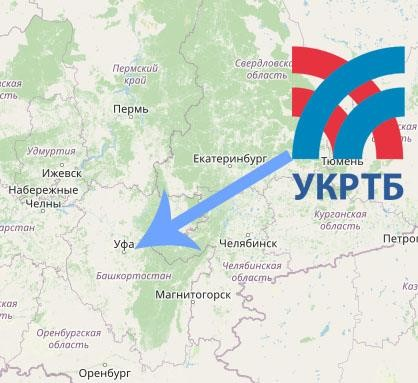 Пермский
край
Свердловская
область
Пермь
Удмуртия
Ижевск
Екатеринбург
Тюмень
УКРТБ
Набережные
Челны
Курганская
область
Уфа
Челябинск
Башкортостан
Челябинская
область
Магнитогорск
Оренбургская
область
Оренбург